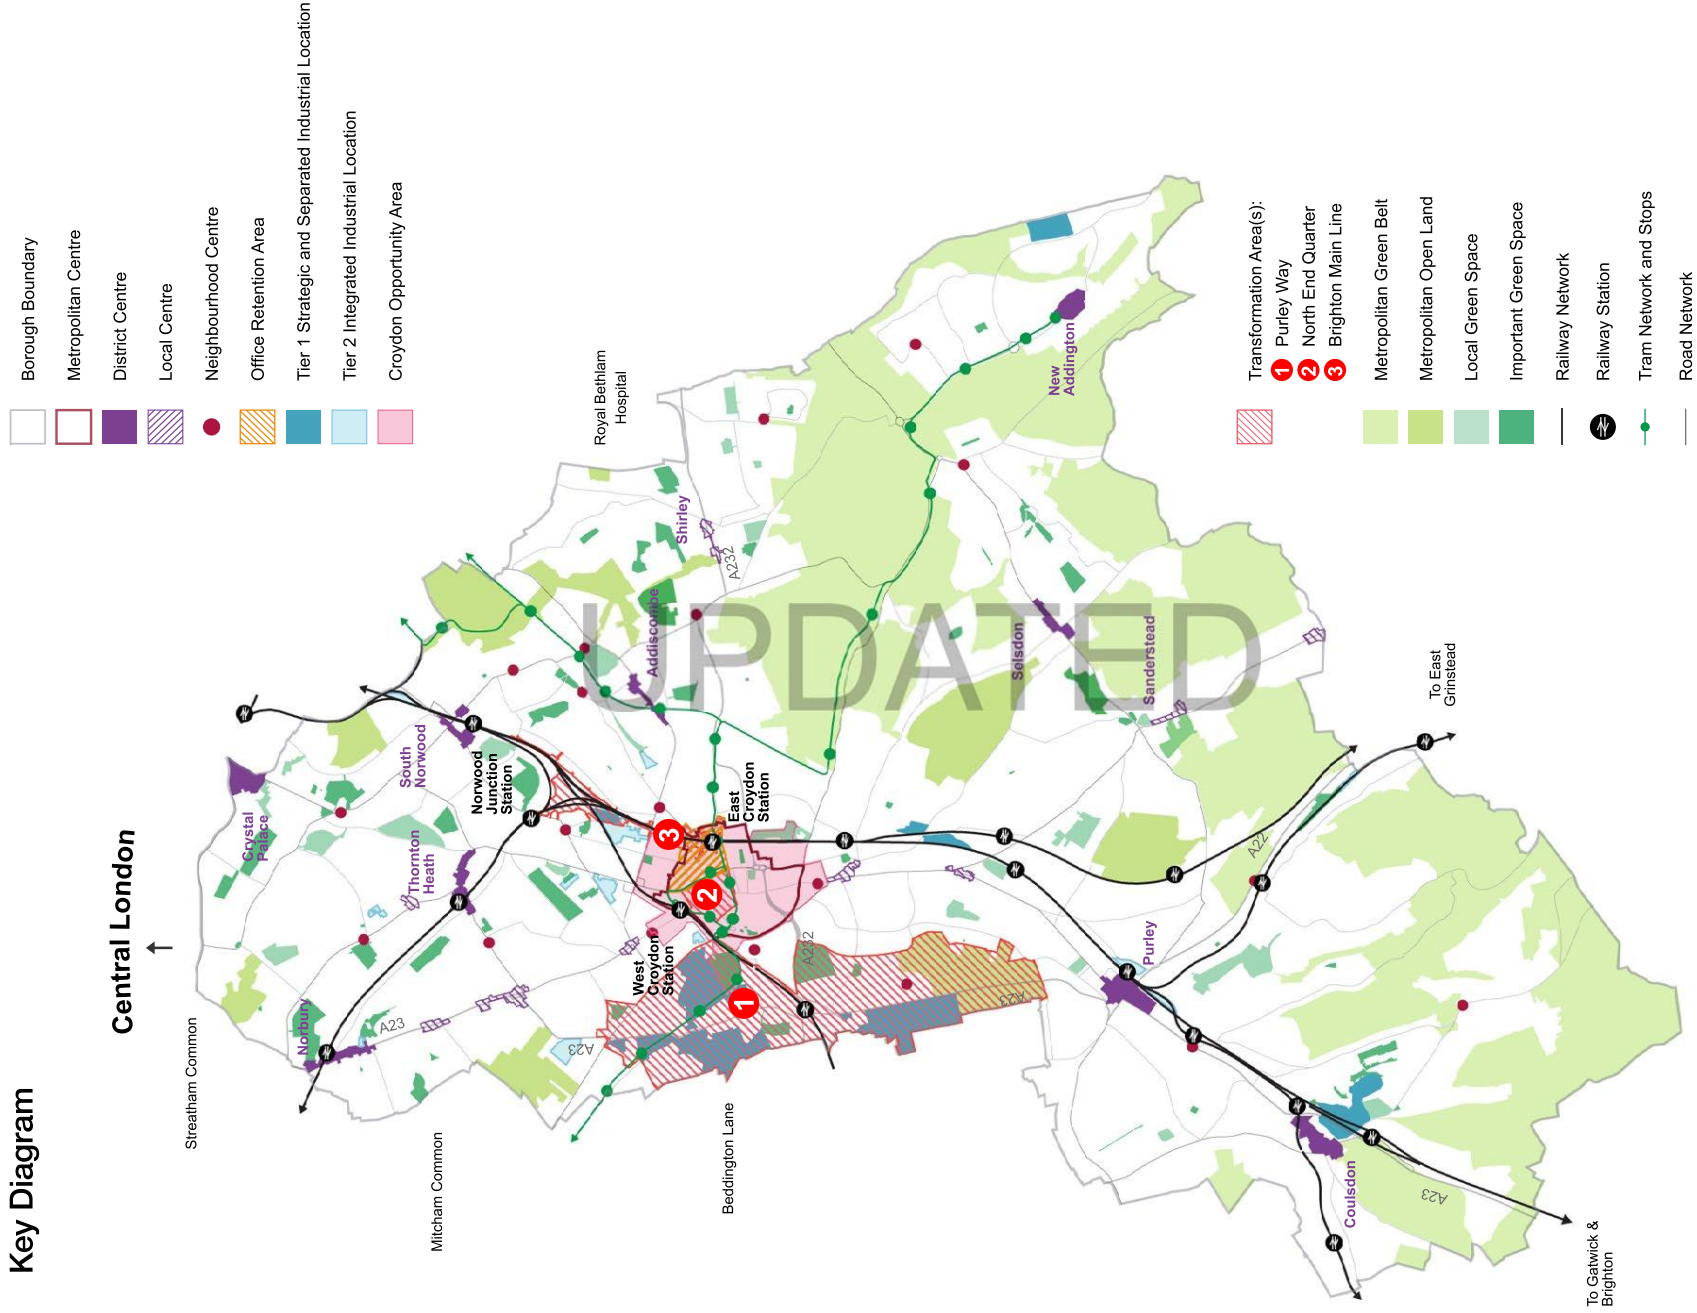 Key Diagram
Central London
Streatham Common
Mitcham Common
Beddington Lane
Royal Bethlam
Hospital
To East
Grinstead
To Gatwick &
Brighton
Norbury
Crystal
Palace
Thornton
Heath
South
Norwood
Norwood
Junction
Station
Addiscombe
Shirley
West
Croydon
Station
East
Croydon
Station
New
Addington
Selsdon
Sanderstead
Purley
Coulsdon
A23
A23
A232
A232
A23
A22
A23
1
2
3
UPDATED
Borough Boundary
Metropolitan Centre
District Centre
Local Centre
Neighbourhood Centre
Office Retention Area
Tier 1 Strategic and Separated Industrial Location
Tier 2 Integrated Industrial Location
Croydon Opportunity Area
Transformation Area(s):
1 Purley Way
2 North End Quarter
3 Brighton Main Line
Metropolitan Green Belt
Metropolitan Open Land
Local Green Space
Important Green Space
Railway Network
Railway Station
Tram Network and Stops
Road Network